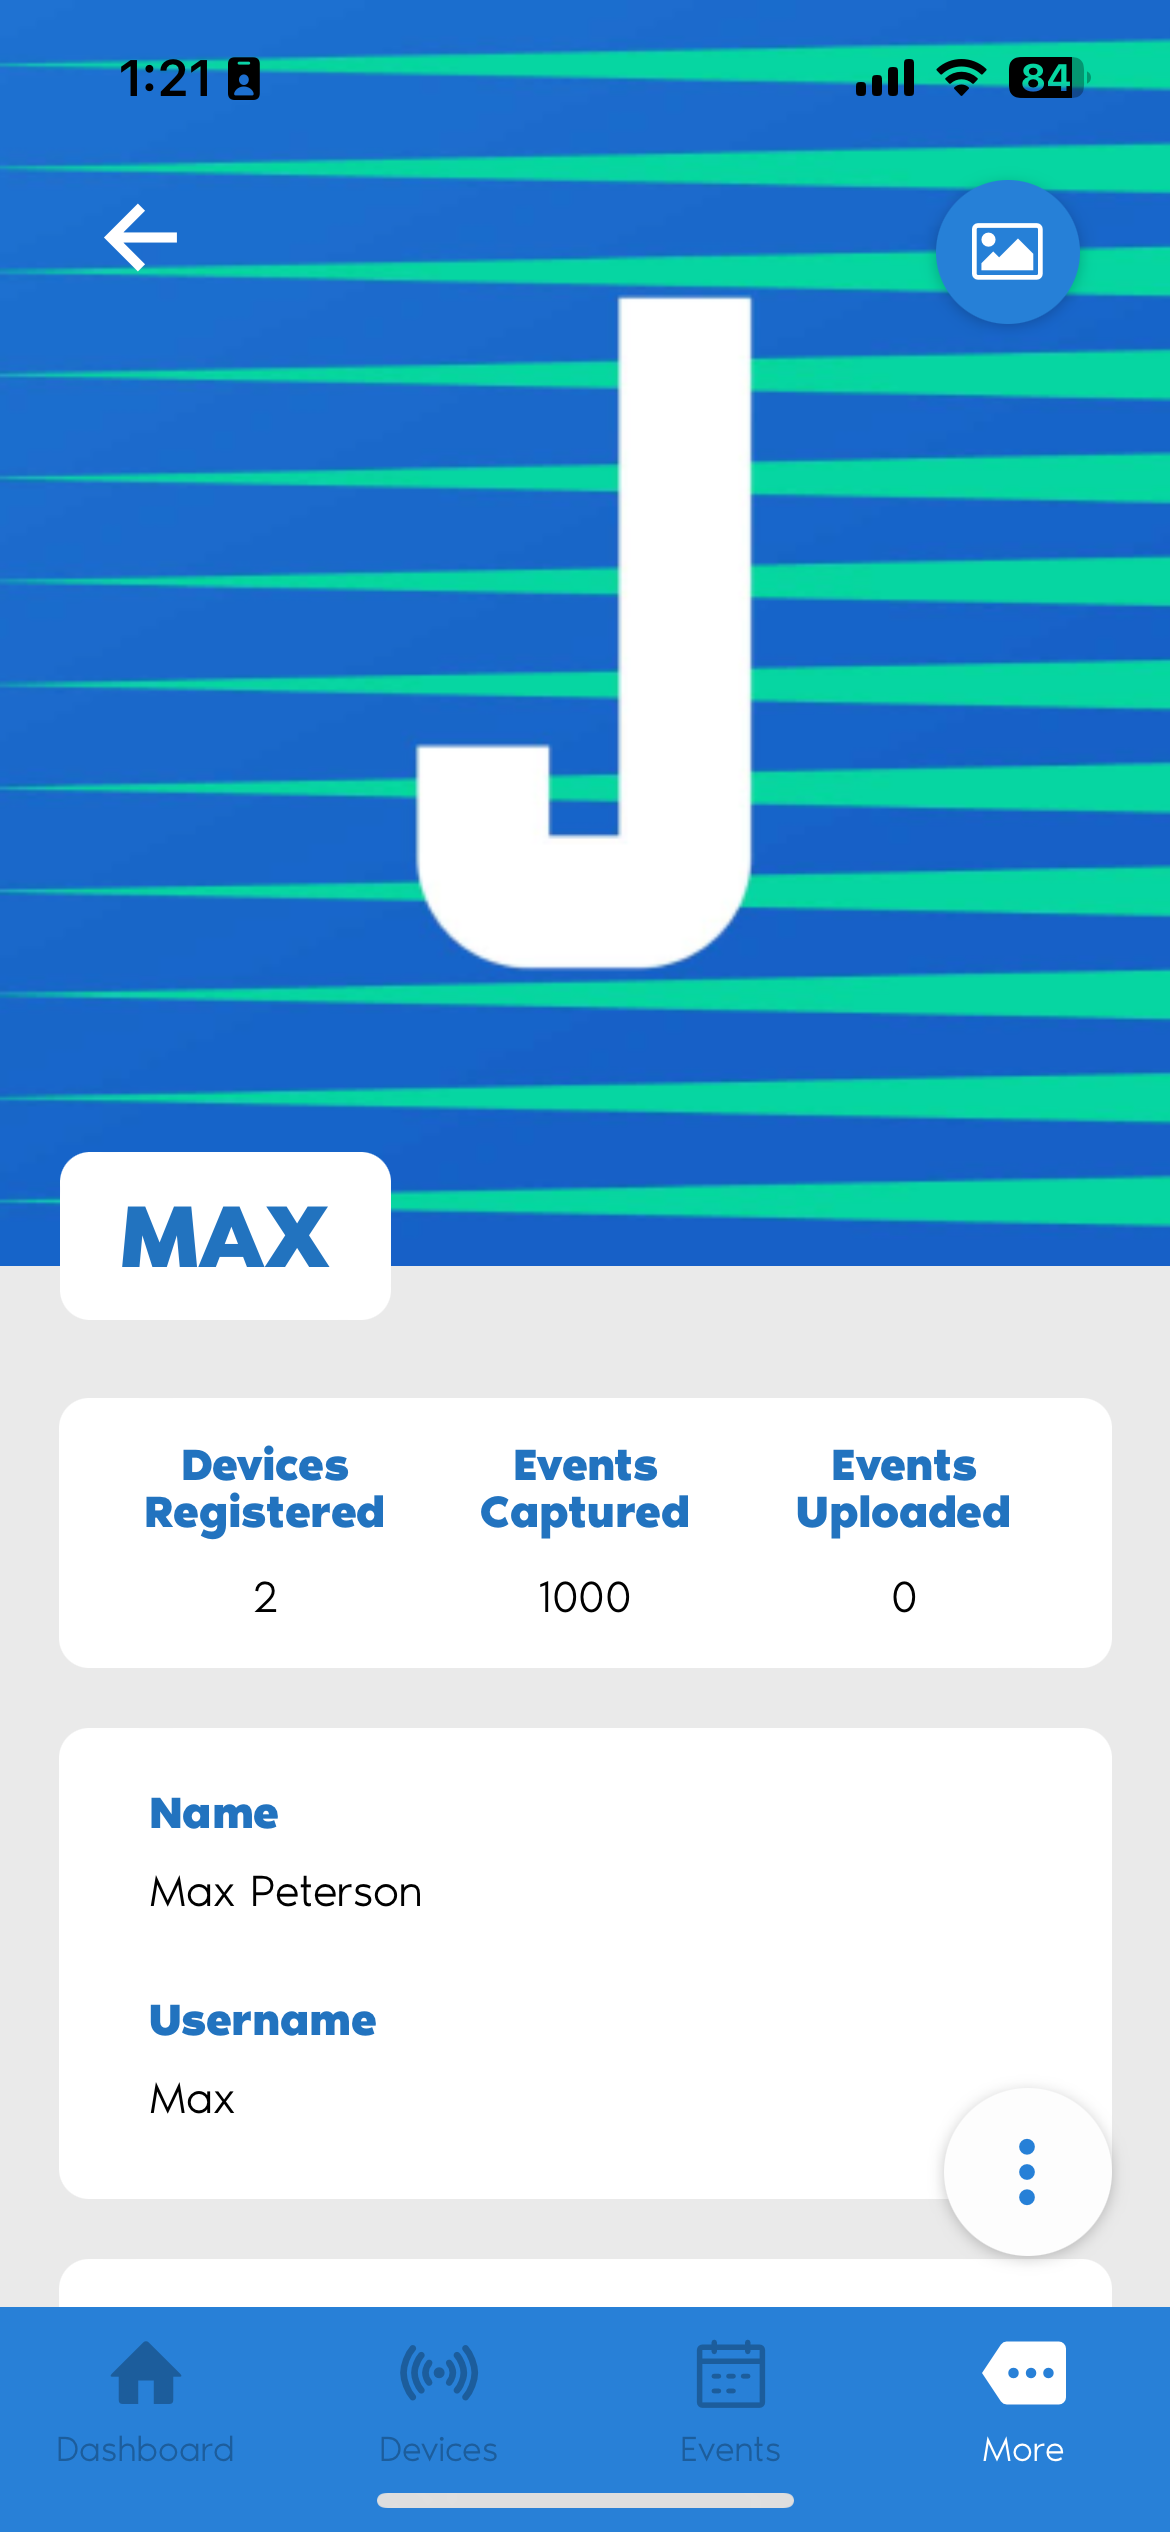 1:21
84
J
MAX
Devices Registered
Events Captured
Events Uploaded
2
1000
0
Name
Max Peterson
Username
Max
Dashboard
Devices
Events
More